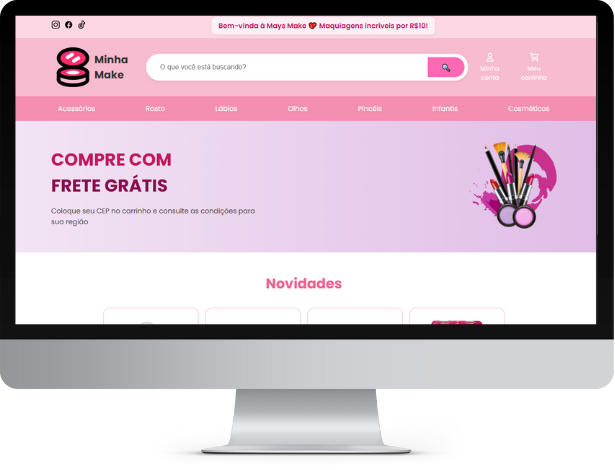 Bem-vinda à Mays Make 💖 Maquiagens incríveis por R$10!
Minha
Make
O que você está buscando?
Minha
conta
Meu
carrinho
Acessórios Rosto Lábios Olhos Pincéis Infantis Cosméticos
COMPRE COM
FRETE GRÁTIS
Coloque seu CEP no carrinho e consulte as condições para
sua região
Novidades